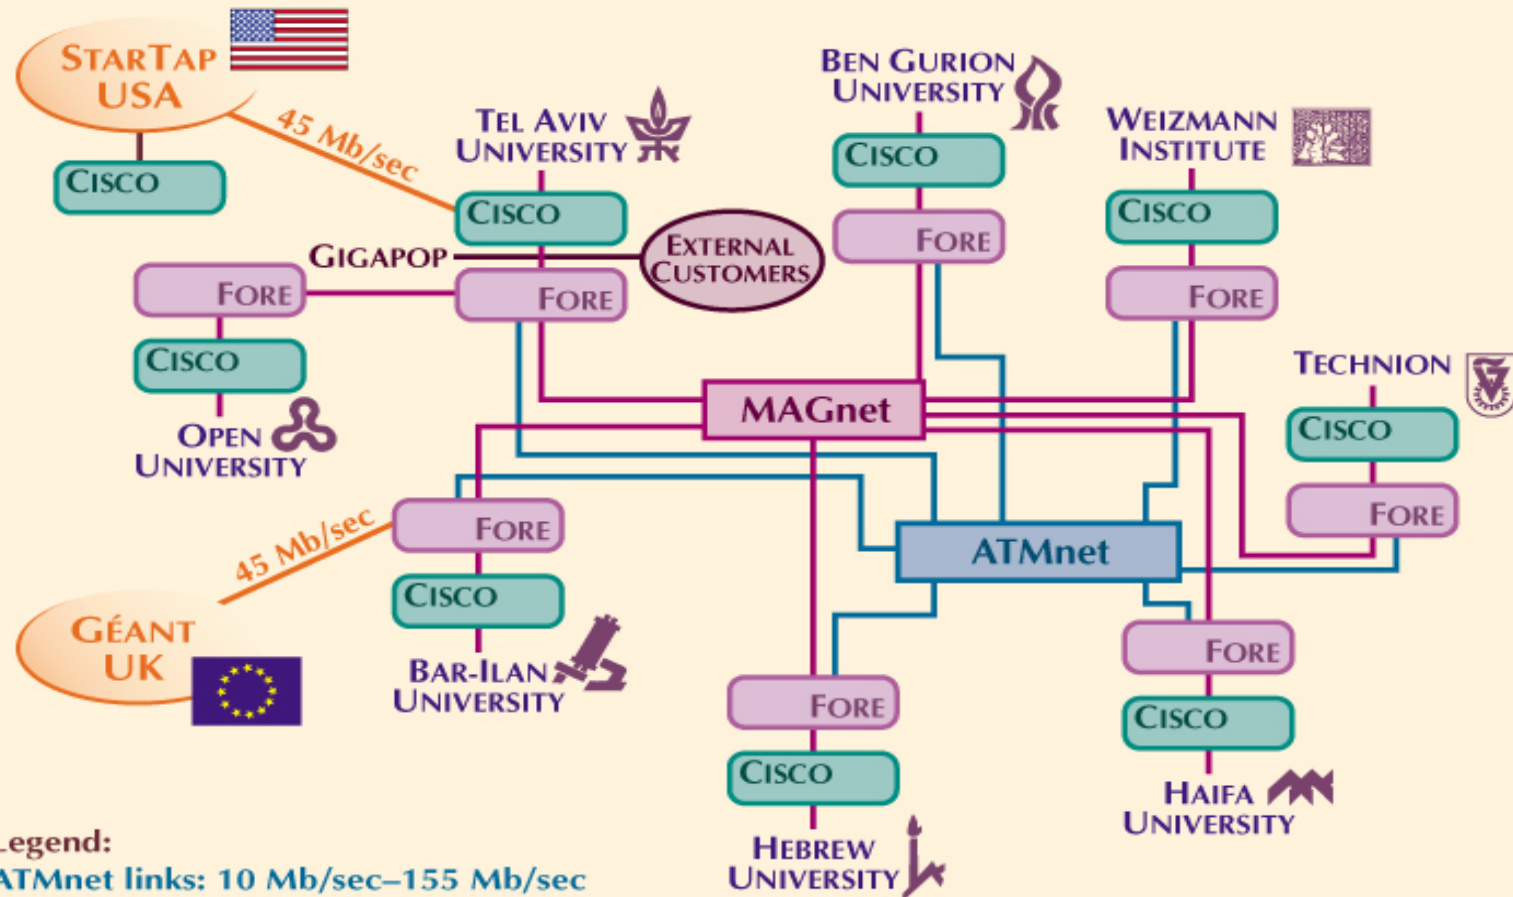 STARTAP
USA
45 Mb/sec
CISCO
TEL AVIV
UNIVERSITY
CISCO
GIGAPOP
EXTERNAL
CUSTOMERS
FORE
FORE
CISCO
OPEN
UNIVERSITY
BEN GURION
UNIVERSITY
CISCO
FORE
WEIZMANN
INSTITUTE
CISCO
FORE
TECHNION
CISCO
FORE
MAGnet
ATMnet
45 Mb/sec
GÉANT
UK
FORE
CISCO
BAR-ILAN
UNIVERSITY
FORE
CISCO
HEBREW
UNIVERSITY
FORE
CISCO
HAIFA
UNIVERSITY
Legend:
ATMnet links: 10 Mb/sec–155 Mb/sec